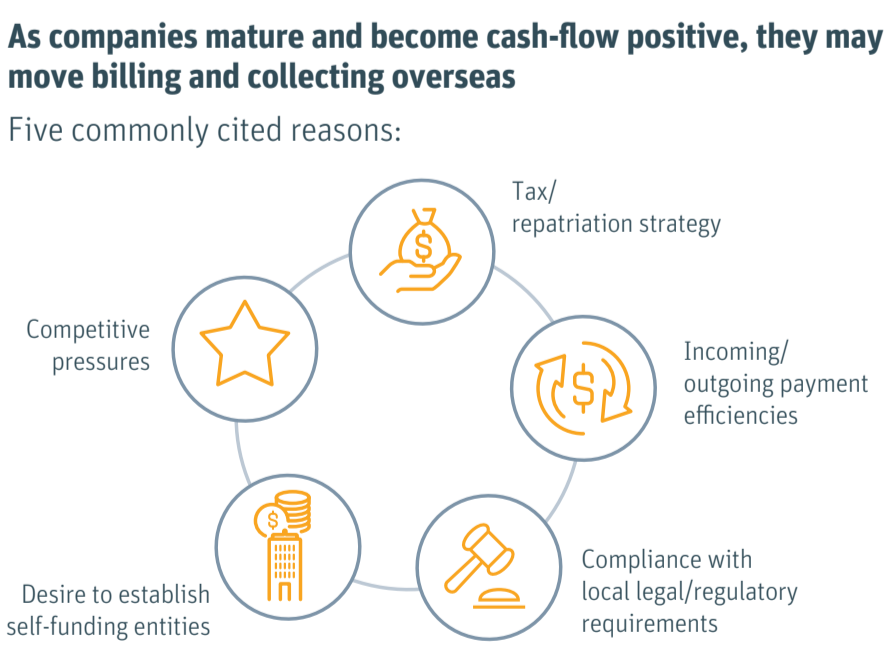 As companies mature and become cash-flow positive, they may
move billing and collecting overseas
Five commonly cited reasons:
Tax/
repatriation strategy
$
Incoming/
outgoing payment
efficiencies
$
Compliance with
local legal/regulatory
requirements
Desire to establish
self-funding entities
$
Competitive
pressures